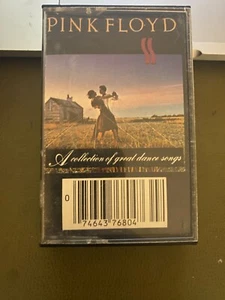 PINK FLOYD
A collection of great dance songs
0
74643 76804